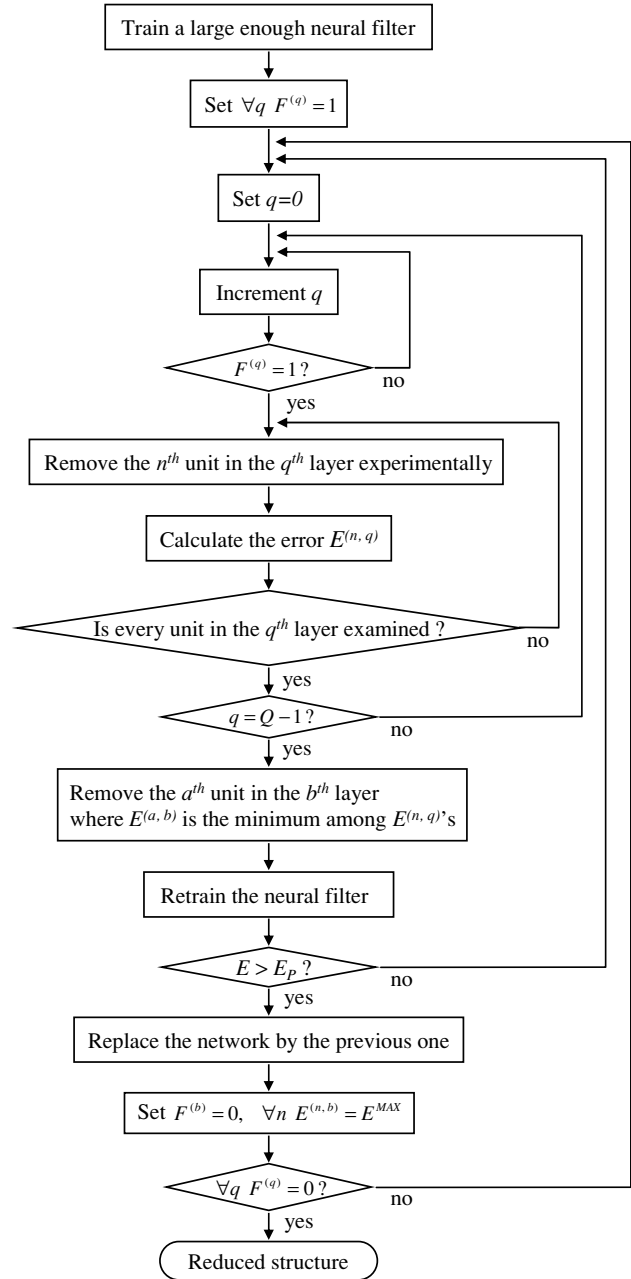 Train a large enough neural filter
Set ∀q F^(q) = 1
Set q=0
Increment q
F^(q) = 1 ?
no
yes
Remove the n^th unit in the q^th layer experimentally
Calculate the error E^(n, q)
Is every unit in the q^th layer examined ?
no
yes
q = Q − 1 ?
no
yes
Remove the a^th unit in the b^th layer
where E^(a, b) is the minimum among E^(n, q)'s
Retrain the neural filter
E > E_P ?
no
yes
Replace the network by the previous one
Set F^(b) = 0, ∀n E^(n, b) = E^MAX
∀q F^(q) = 0 ?
no
yes
Reduced structure